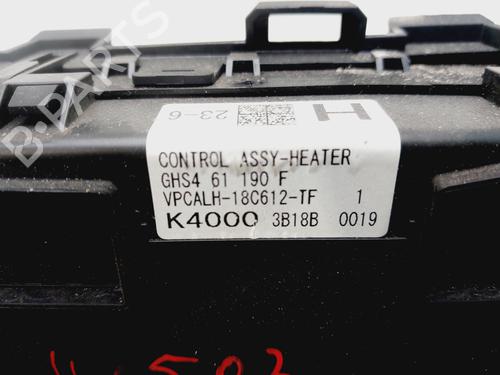 B-PARTS
23-6
H
CONTROL ASSY-HEATER
GHS4 61 190 F
VPCALH-18C612-TF 1
K4000 3B18B 0019